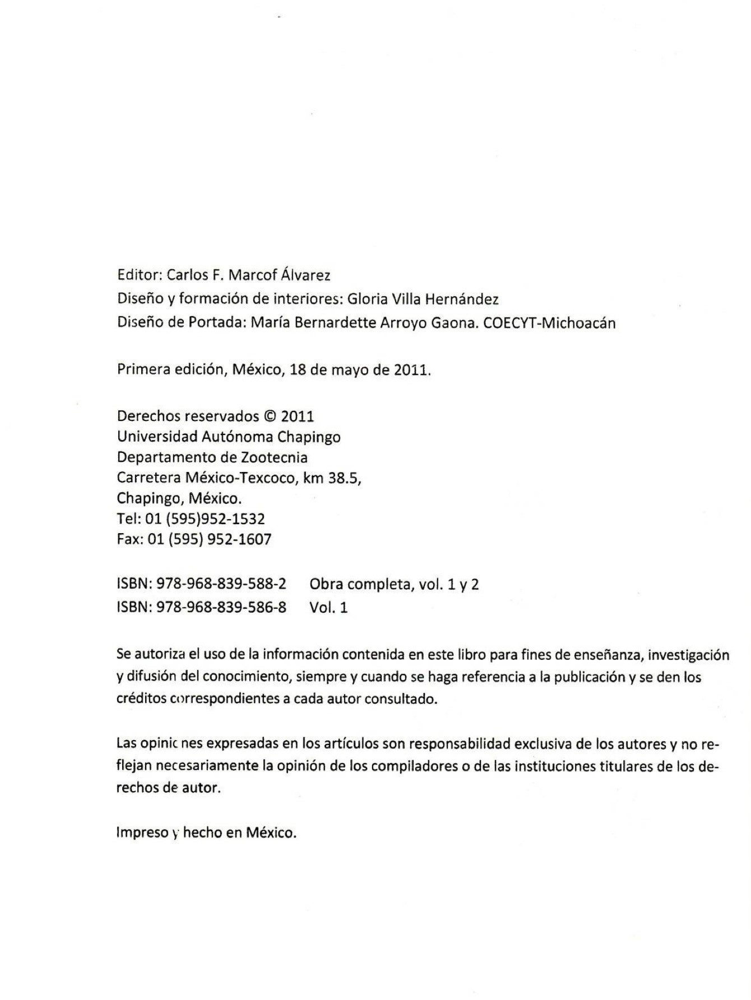 Editor: Carlos F. Marcof Álvarez
Diseño y formación de interiores: Gloria Villa Hernández
Diseño de Portada: María Bernardette Arroyo Gaona. COECYT-Michoacán
Primera edición, México, 18 de mayo de 2011.
Derechos reservados © 2011
Universidad Autónoma Chapingo
Departamento de Zootecnia
Carretera México-Texcoco, km 38.5,
Chapingo, México.
Tel: 01 (595)952-1532
Fax: 01 (595) 952-1607
ISBN: 978-968-839-588-2 Obra completa, vol. 1 y 2
ISBN: 978-968-839-586-8 Vol. 1
Se autoriza el uso de la información contenida en este libro para fines de enseñanza, investigación
y difusión del conocimiento, siempre y cuando se haga referencia a la publicación y se den los
créditos correspondientes a cada autor consultado.
Las opiniones expresadas en los artículos son responsabilidad exclusiva de los autores y no re-
flejan necesariamente la opinión de los compiladores o de las instituciones titulares de los de-
rechos de autor.
Impreso y hecho en México.